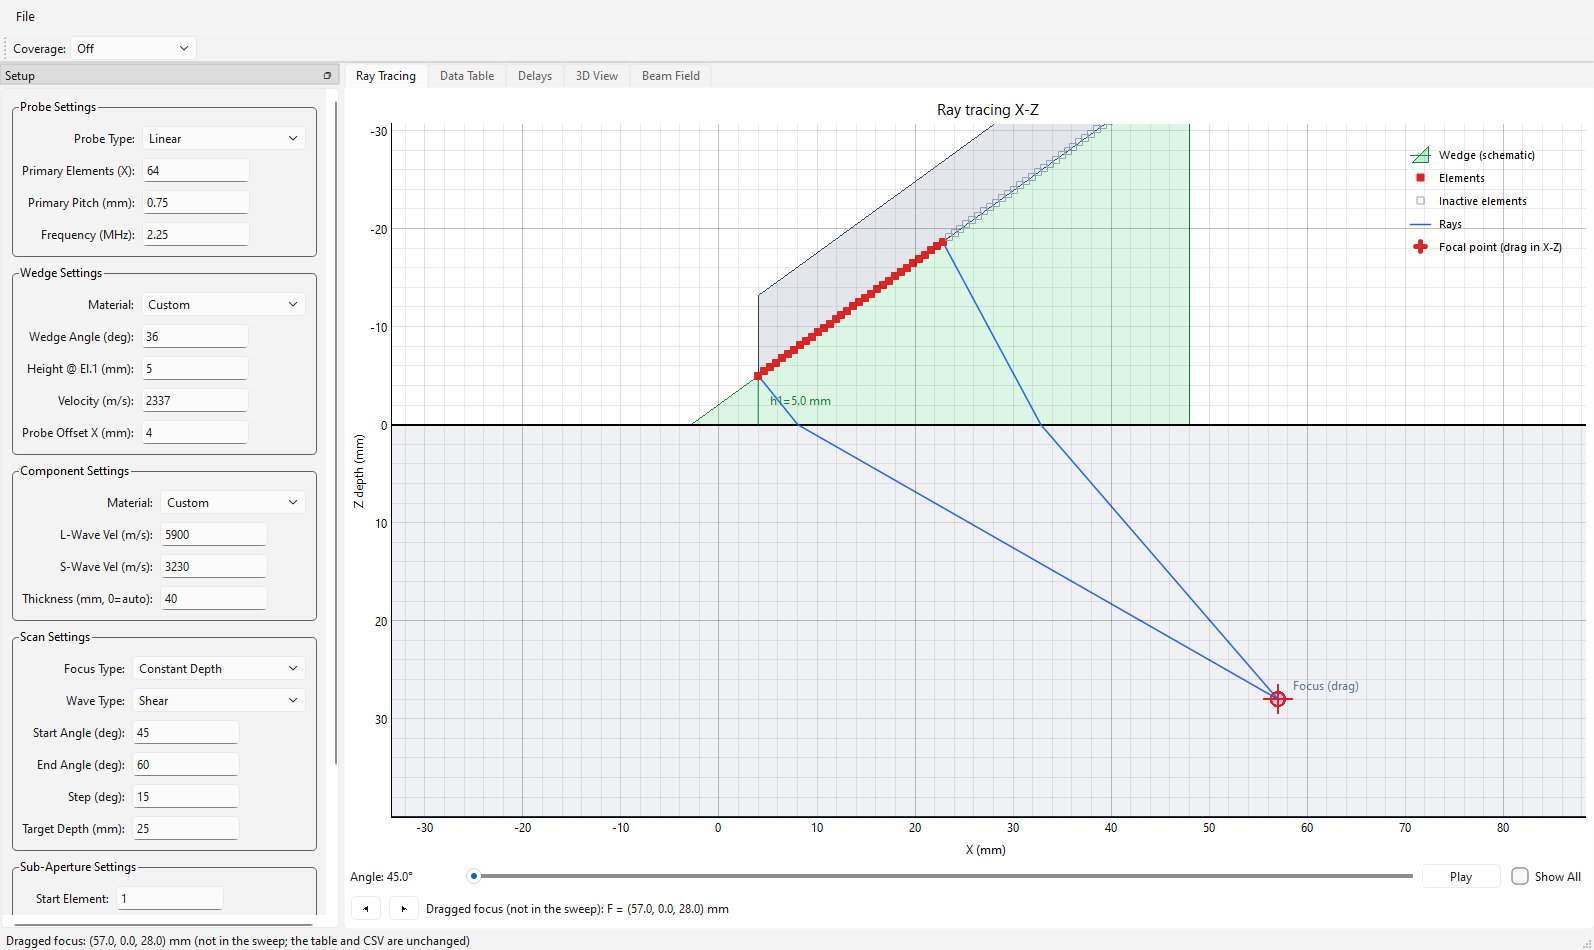 File
Coverage: Off
Setup
Probe Settings
Probe Type: Linear
Primary Elements (X): 64
Primary Pitch (mm): 0.75
Frequency (MHz): 2.25
Wedge Settings
Material: Custom
Wedge Angle (deg): 36
Height @ El.1 (mm): 5
Velocity (m/s): 2337
Probe Offset X (mm): 4
Component Settings
Material: Custom
L-Wave Vel (m/s): 5900
S-Wave Vel (m/s): 3230
Thickness (mm, 0=auto): 40
Scan Settings
Focus Type: Constant Depth
Wave Type: Shear
Start Angle (deg): 45
End Angle (deg): 60
Step (deg): 15
Target Depth (mm): 25
Sub-Aperture Settings
Start Element: 1
Ray Tracing Data Table Delays 3D View Beam Field
Ray tracing X-Z
-30
-20
-10
0
10
20
30
Z depth (mm)
Wedge (schematic)
Elements
Inactive elements
Rays
Focal point (drag in X-Z)
h1=5.0 mm
Focus (drag)
-30 -20 -10 0 10 20 30 40 50 60 70 80
X (mm)
Angle: 45.0° Play Show All
Dragged focus (not in the sweep): F = (57.0, 0.0, 28.0) mm
Dragged focus: (57.0, 0.0, 28.0) mm (not in the sweep; the table and CSV are unchanged)